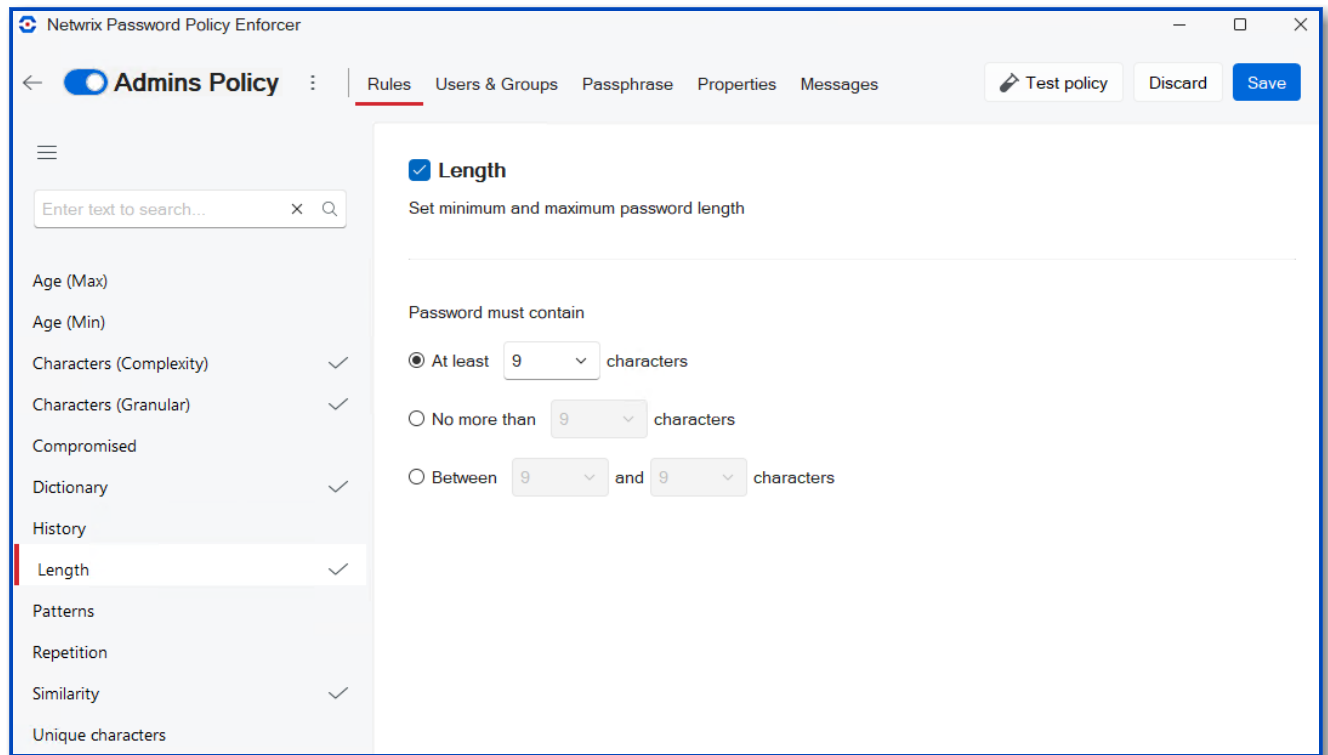 Netwrix Password Policy Enforcer
Admins Policy
Rules Users & Groups Passphrase Properties Messages Test policy Discard Save
Enter text to search...
Age (Max)
Age (Min)
Characters (Complexity)
Characters (Granular)
Compromised
Dictionary
History
Length
Patterns
Repetition
Similarity
Unique characters
Length
Set minimum and maximum password length
Password must contain
At least 9 characters
No more than 9 characters
Between 9 and 9 characters